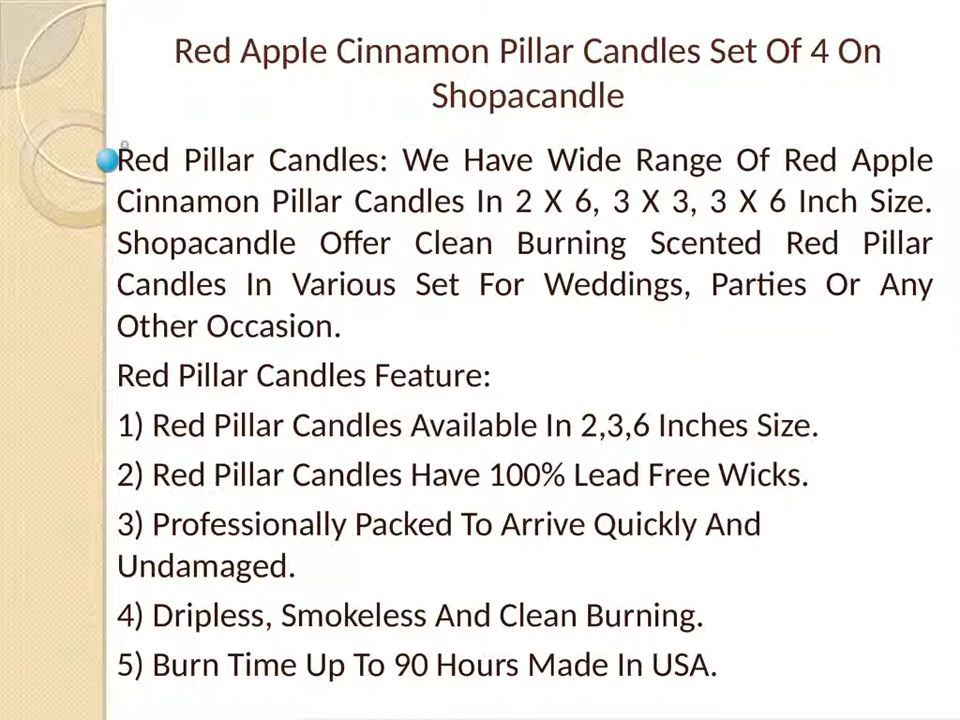 Red Apple Cinnamon Pillar Candles Set Of 4 On
Shopacandle
Red Pillar Candles: We Have Wide Range Of Red Apple
Cinnamon Pillar Candles In 2 X 6, 3 X 3, 3 X 6 Inch Size.
Shopacandle Offer Clean Burning Scented Red Pillar
Candles In Various Set For Weddings, Parties Or Any
Other Occasion.
Red Pillar Candles Feature:
1) Red Pillar Candles Available In 2,3,6 Inches Size.
2) Red Pillar Candles Have 100% Lead Free Wicks.
3) Professionally Packed To Arrive Quickly And
Undamaged.
4) Dripless, Smokeless And Clean Burning.
5) Burn Time Up To 90 Hours Made In USA.